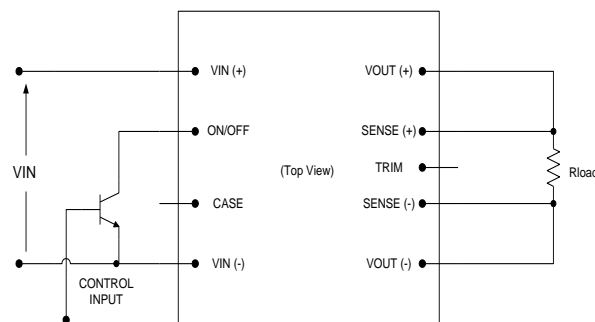 VIN (+)
VOUT (+)
ON/OFF
SENSE (+)
VIN
(Top View)
TRIM
Rload
CASE
SENSE (-)
VIN (-)
VOUT (-)
CONTROL
INPUT